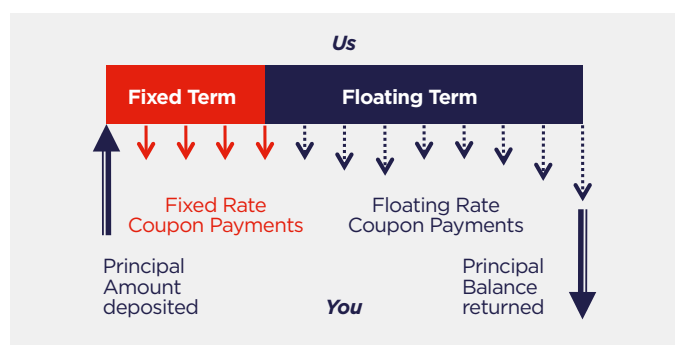 Us
Fixed Term
Floating Term
Fixed Rate
Coupon Payments
Floating Rate
Coupon Payments
Principal
Amount
deposited
You
Principal
Balance
returned